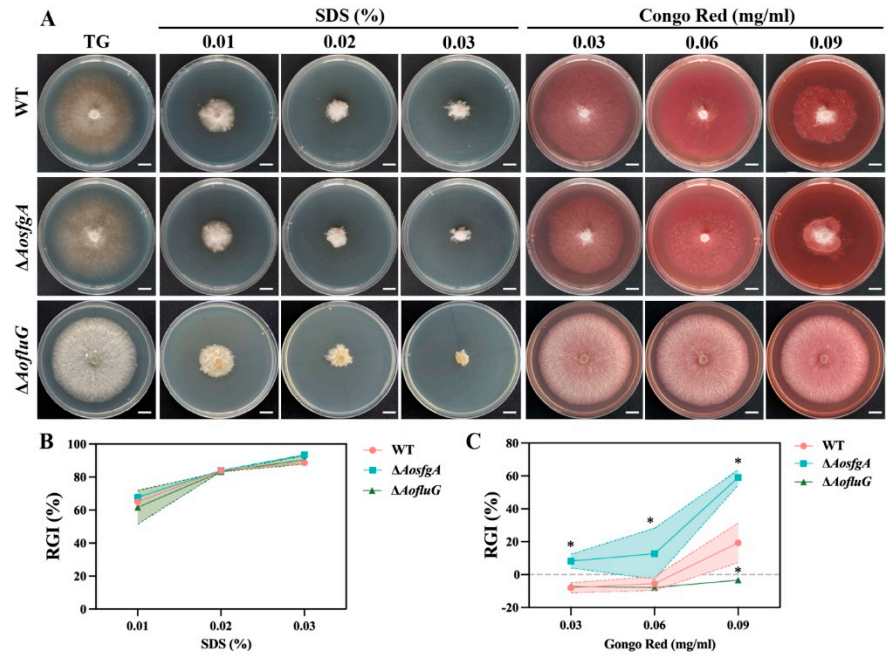 A
SDS (%)
Congo Red (mg/ml)
TG
0.01
0.02
0.03
0.03
0.06
0.09
WT
ΔAosfgA
ΔAofluG
B
100
80
60
40
20
0
RGI (%)
0.01
0.02
0.03
SDS (%)
WT
ΔAosfgA
ΔAofluG
C
80
60
40
20
0
-20
RGI (%)
*
*
*
*
0.03
0.06
0.09
Gongo Red (mg/ml)
WT
ΔAosfgA
ΔAofluG